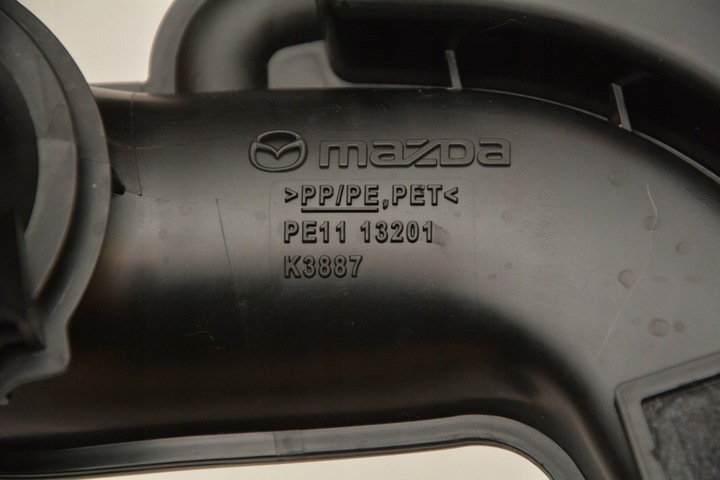 mazda
>PP/PE,PET<
PE11 13201
K3887